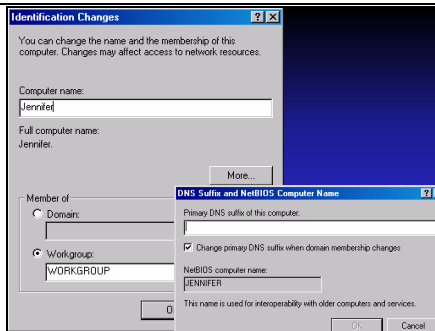 Identification Changes
You can change the name and the membership of this
computer. Changes may affect access to network resources.
Computer name:
Jennifer
Full computer name:
Jennifer.
More...
Member of
Domain:
Workgroup:
WORKGROUP
DNS Suffix and NetBIOS Computer Name
Primary DNS suffix of this computer:
Change primary DNS suffix when domain membership changes
NetBIOS computer name:
JENNIFER
This name is used for interoperability with older computers and services.
OK
Cancel